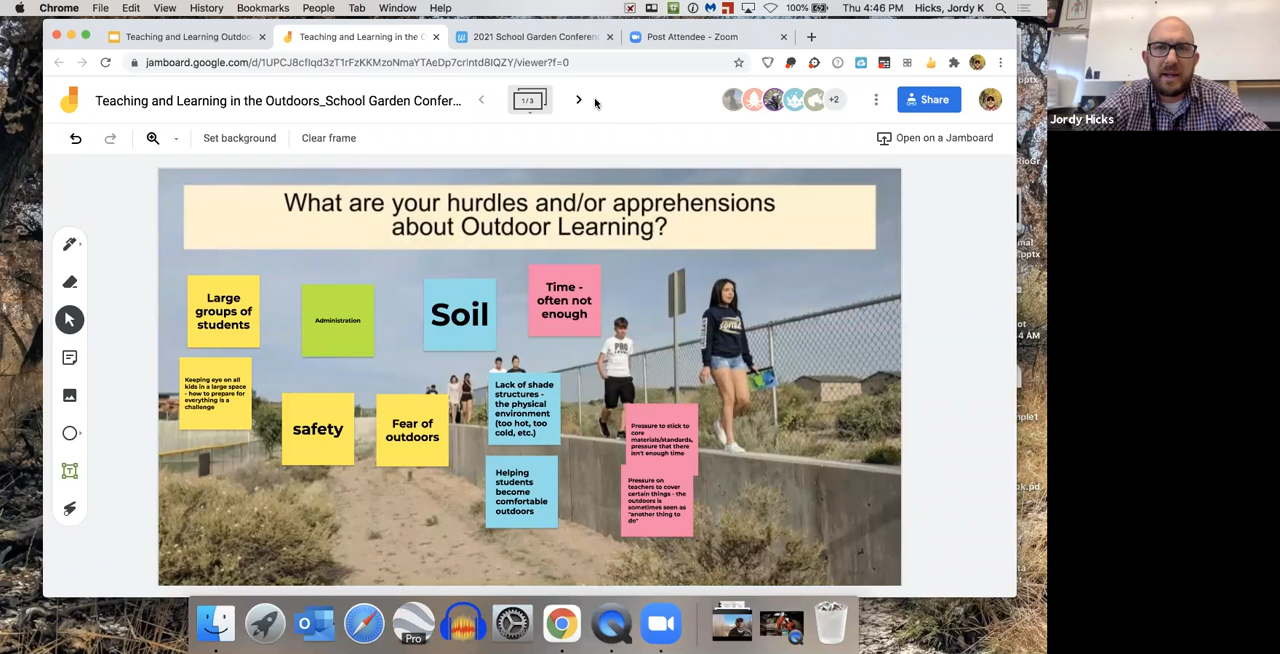 Chrome File Edit View History Bookmarks People Tab Window Help 100% Thu 4:46 PM Hicks, Jordy K
Teaching and Learning Outdoo
Teaching and Learning in the O
2021 School Garden Conferen
Post Attendee - Zoom
jamboard.google.com/d/1UPCJ8cfIqd3zT1rFzKKMzoNmaYTAeDp7crintd8IQZY/viewer?f=0
Teaching and Learning in the Outdoors_School Garden Confer...
1/3
+2
Share
Set background
Clear frame
Open on a Jamboard
Jordy Hicks
What are your hurdles and/or apprehensions
about Outdoor Learning?
Large
groups of
students
Administration
Soil
Time -
often not
enough
Keeping eye on all
kids in a large space
- how to prepare for
everything is a
challenge
safety
Fear of
outdoors
Lack of shade
structures -
the physical
environment
(too hot, too
cold, etc.)
Pressure to stick to
core
materials/standards,
pressure that there
isn't enough time
Helping
students
become
comfortable
outdoors
Pressure on
teachers to cover
certain things - the
outdoors is
sometimes seen as
"another thing to
do"
Pro